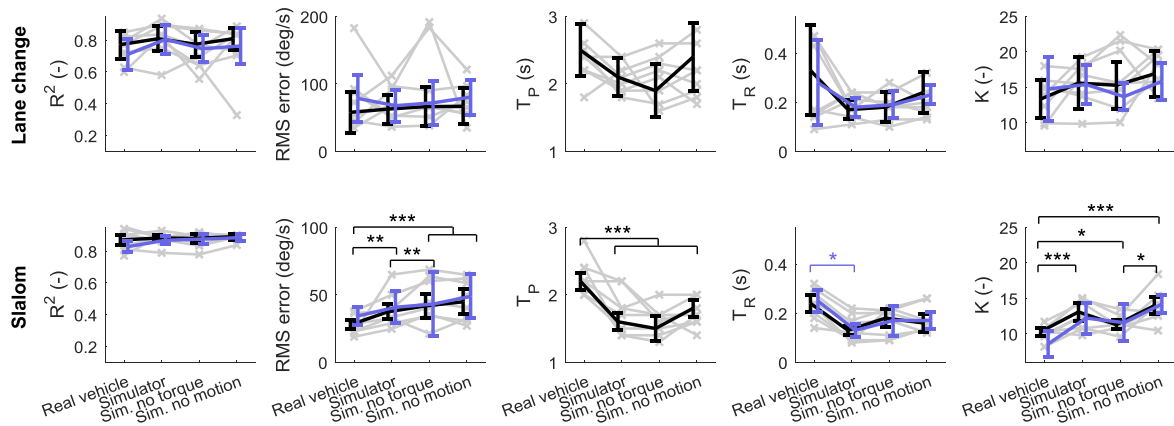 Lane change
R² (-)
0.8
0.6
0.4
0.2
RMS error (deg/s)
200
100
0
T_P (s)
3
2
1
T_R (s)
0.4
0.2
0
K (-)
25
20
15
10
Slalom
R² (-)
0.8
0.6
0.4
0.2
Real vehicle
Simulator
Sim. no torque
Sim. no motion
RMS error (deg/s)
100
50
0
***
**
**
Real vehicle
Simulator
Sim. no torque
Sim. no motion
T_P
3
2
1
***
Real vehicle
Simulator
Sim. no torque
Sim. no motion
T_R (s)
0.4
0.2
0
*
Real vehicle
Simulator
Sim. no torque
Sim. no motion
K (-)
25
20
15
10
***
*
***
*
Real vehicle
Simulator
Sim. no torque
Sim. no motion